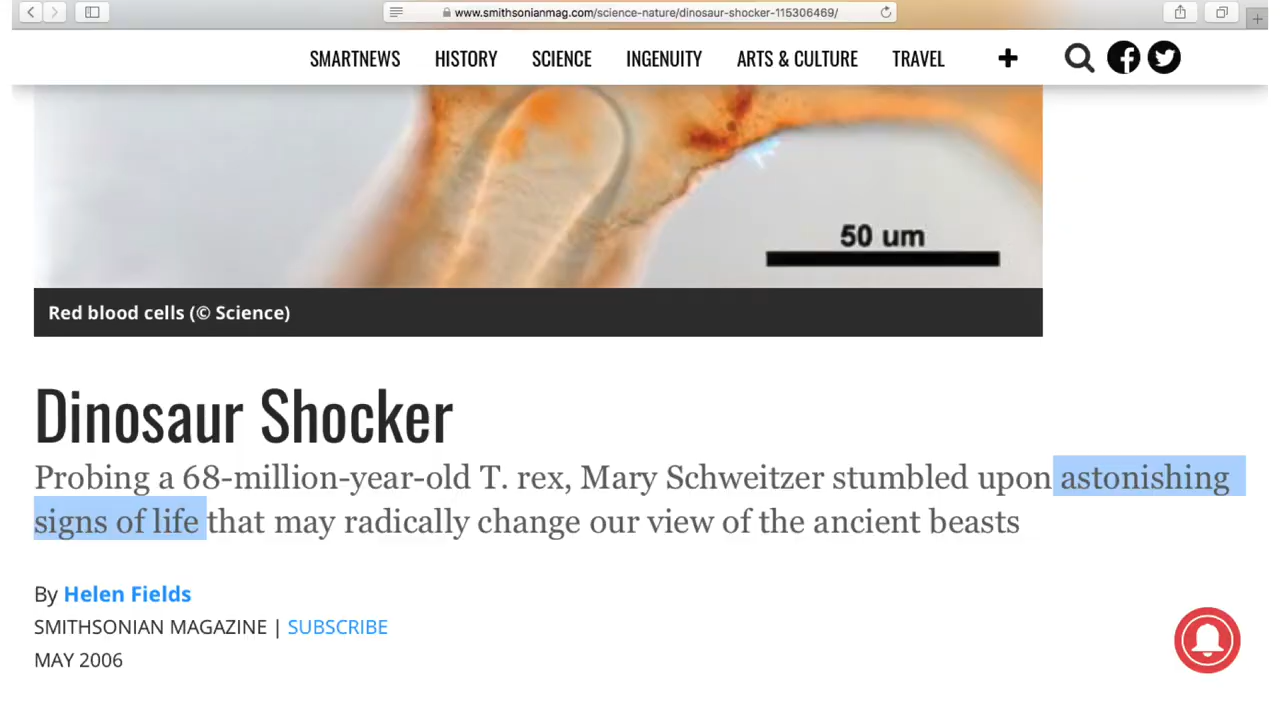 www.smithsonianmag.com/science-nature/dinosaur-shocker-115306469/
SMARTNEWS HISTORY SCIENCE INGENUITY ARTS & CULTURE TRAVEL
50 um
Red blood cells (© Science)
Dinosaur Shocker
Probing a 68-million-year-old T. rex, Mary Schweitzer stumbled upon astonishing
signs of life that may radically change our view of the ancient beasts
By Helen Fields
SMITHSONIAN MAGAZINE | SUBSCRIBE
MAY 2006